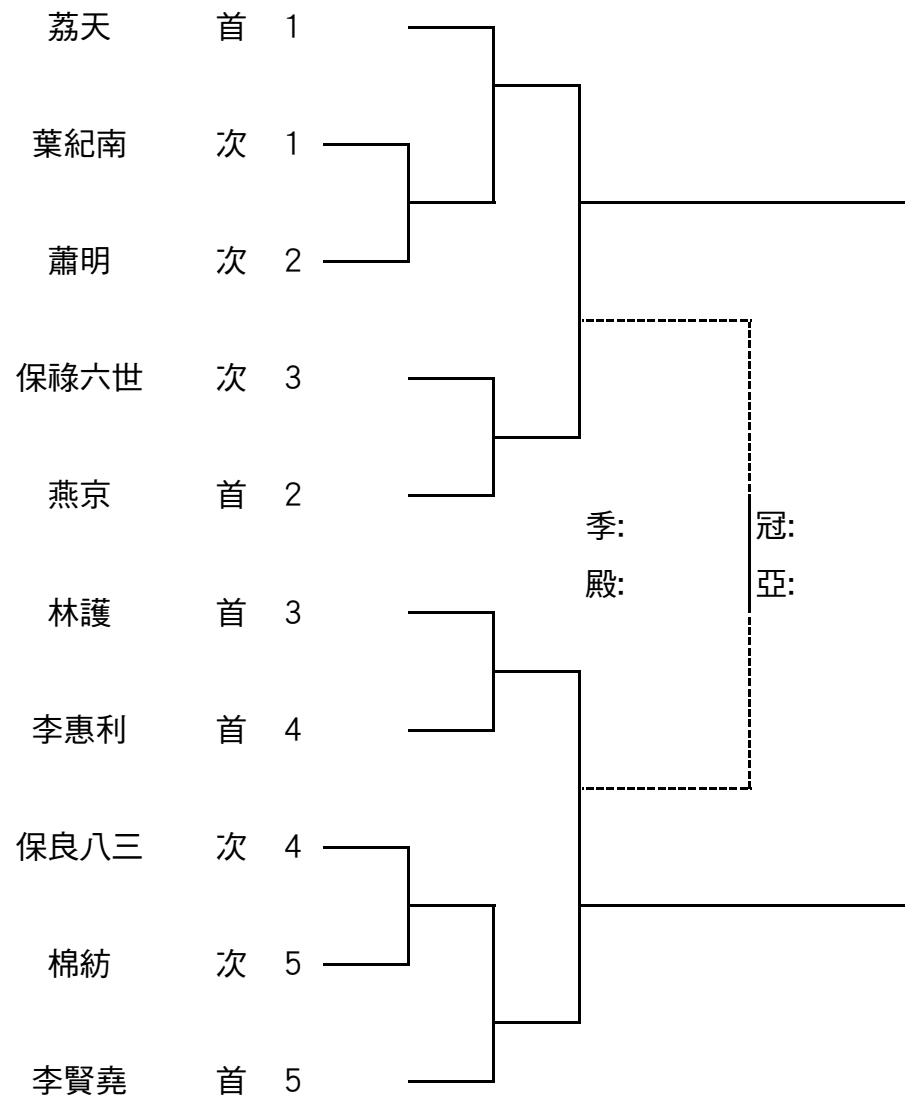 荔天 首 1
葉紀南 次 1
蕭明 次 2
保祿六世 次 3
燕京 首 2
季: 冠:
殿: 亞:
林護 首 3
李惠利 首 4
保良八三 次 4
棉紡 次 5
李賢堯 首 5